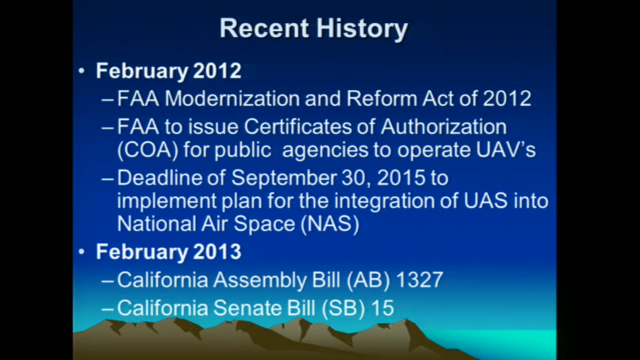 Recent History
• February 2012
–FAA Modernization and Reform Act of 2012
–FAA to issue Certificates of Authorization
(COA) for public agencies to operate UAV's
–Deadline of September 30, 2015 to
implement plan for the integration of UAS into
National Air Space (NAS)
• February 2013
–California Assembly Bill (AB) 1327
–California Senate Bill (SB) 15